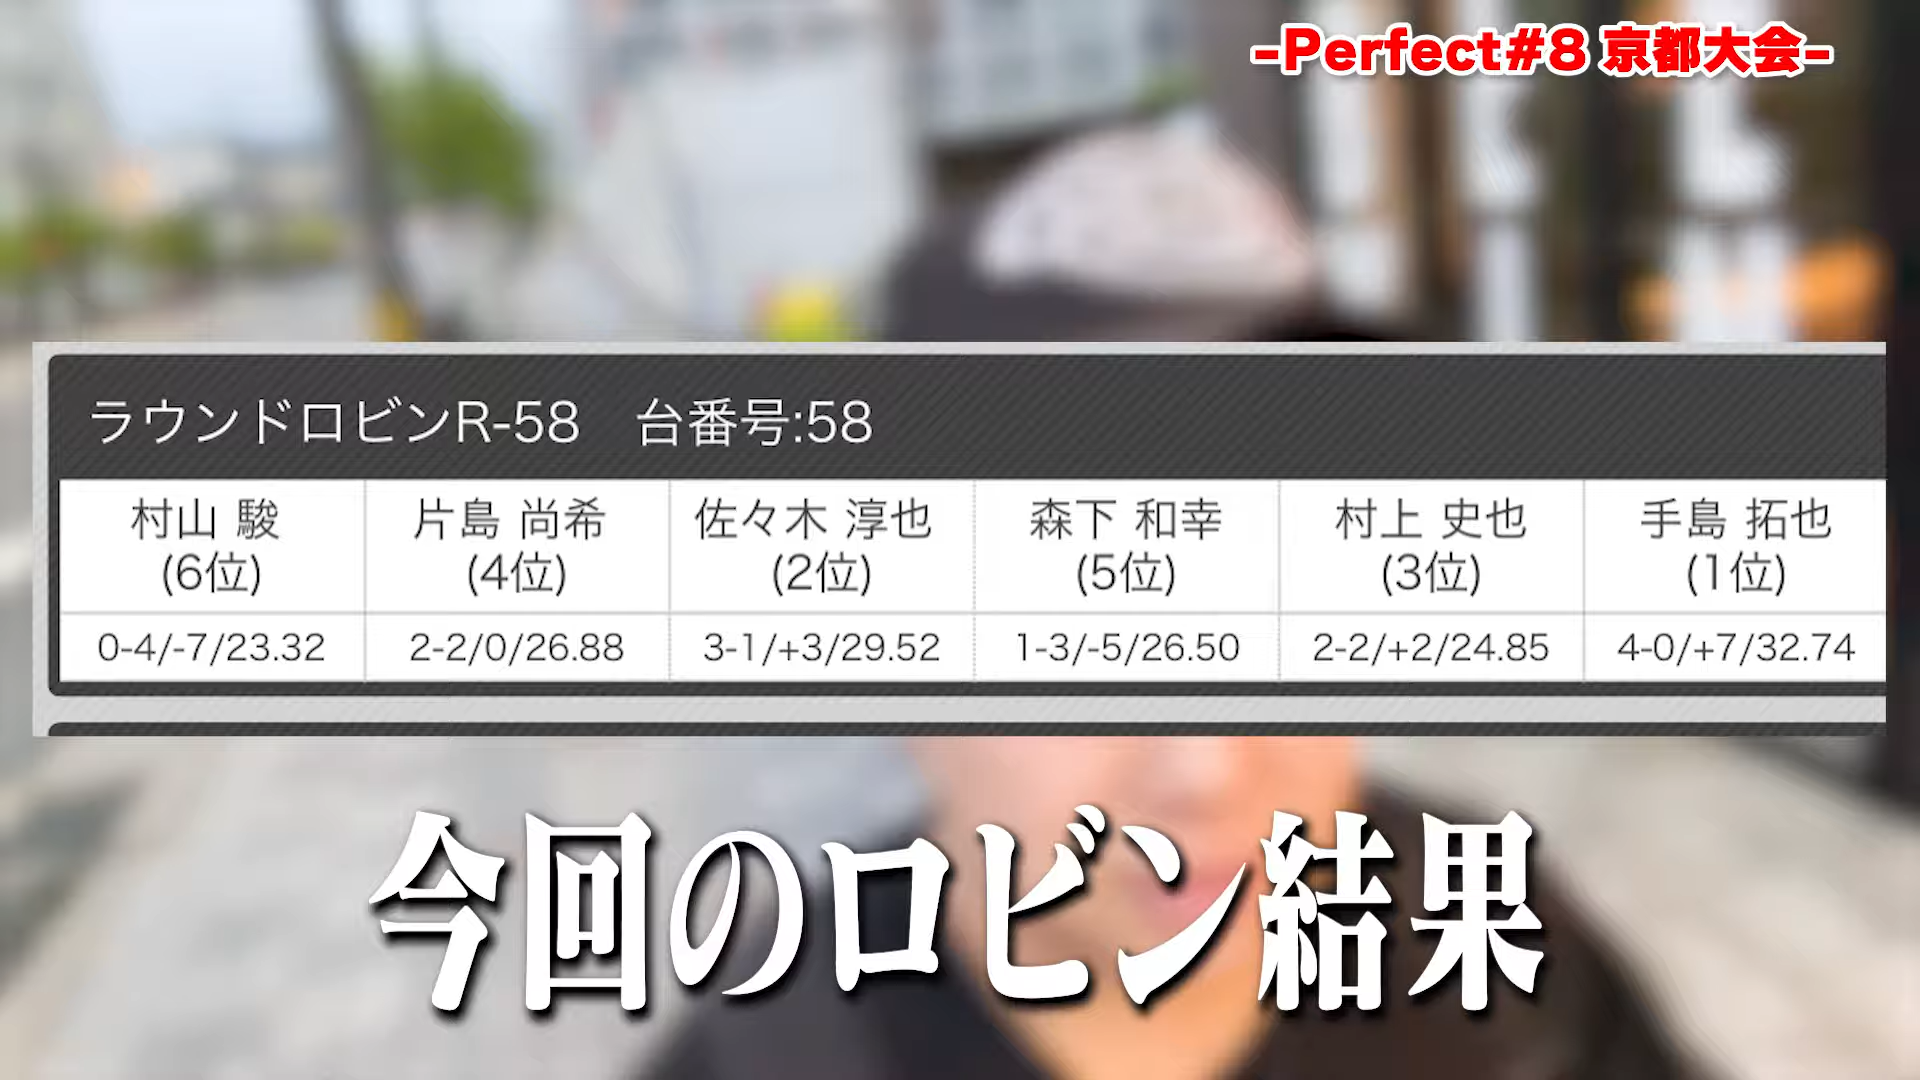 -Perfect#8 京都大会-
ラウンドロビンR-58 台番号:58
村山 駿 片島 尚希 佐々木 淳也 森下 和幸 村上 史也 手島 拓也
(6位) (4位) (2位) (5位) (3位) (1位)
0-4/-7/23.32 2-2/0/26.88 3-1/+3/29.52 1-3/-5/26.50 2-2/+2/24.85 4-0/+7/32.74
今回のロビン結果